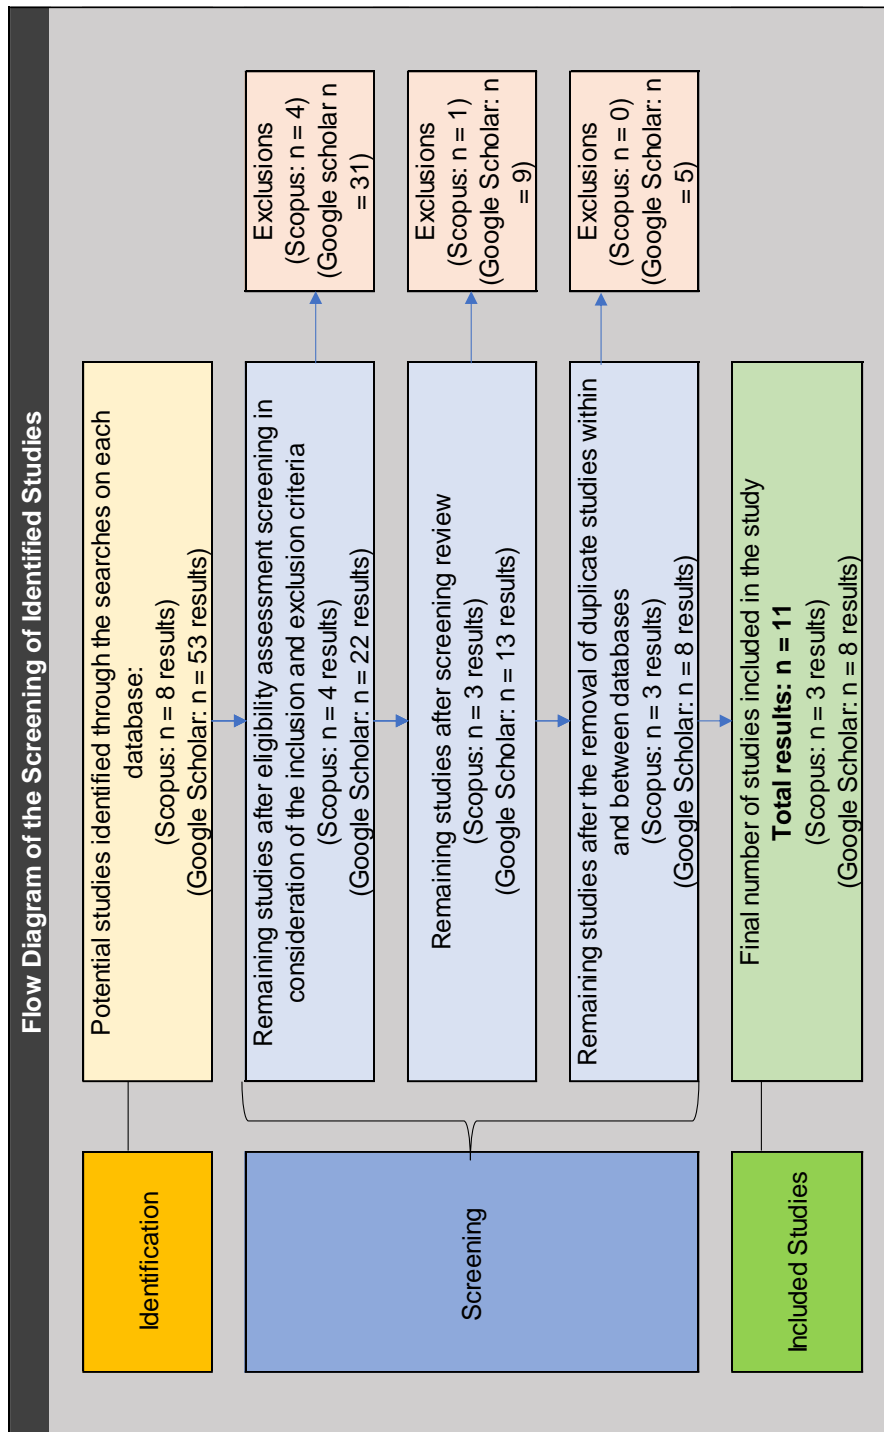 Flow Diagram of the Screening of Identified Studies
Identification
Potential studies identified through the searches on each
database:
(Scopus: n = 8 results)
(Google Scholar: n = 53 results)
Screening
Remaining studies after eligibility assessment screening in
consideration of the inclusion and exclusion criteria
(Scopus: n = 4 results)
(Google Scholar: n = 22 results)
Exclusions
(Scopus: n = 4)
(Google scholar n
= 31)
Remaining studies after screening review
(Scopus: n = 3 results)
(Google Scholar: n = 13 results)
Exclusions
(Scopus: n = 1)
(Google Scholar: n
= 9)
Remaining studies after the removal of duplicate studies within
and between databases
(Scopus: n = 3 results)
(Google Scholar: n = 8 results)
Exclusions
(Scopus: n = 0)
(Google Scholar: n
= 5)
Included Studies
Final number of studies included in the study
Total results: n = 11
(Scopus: n = 3 results)
(Google Scholar: n = 8 results)